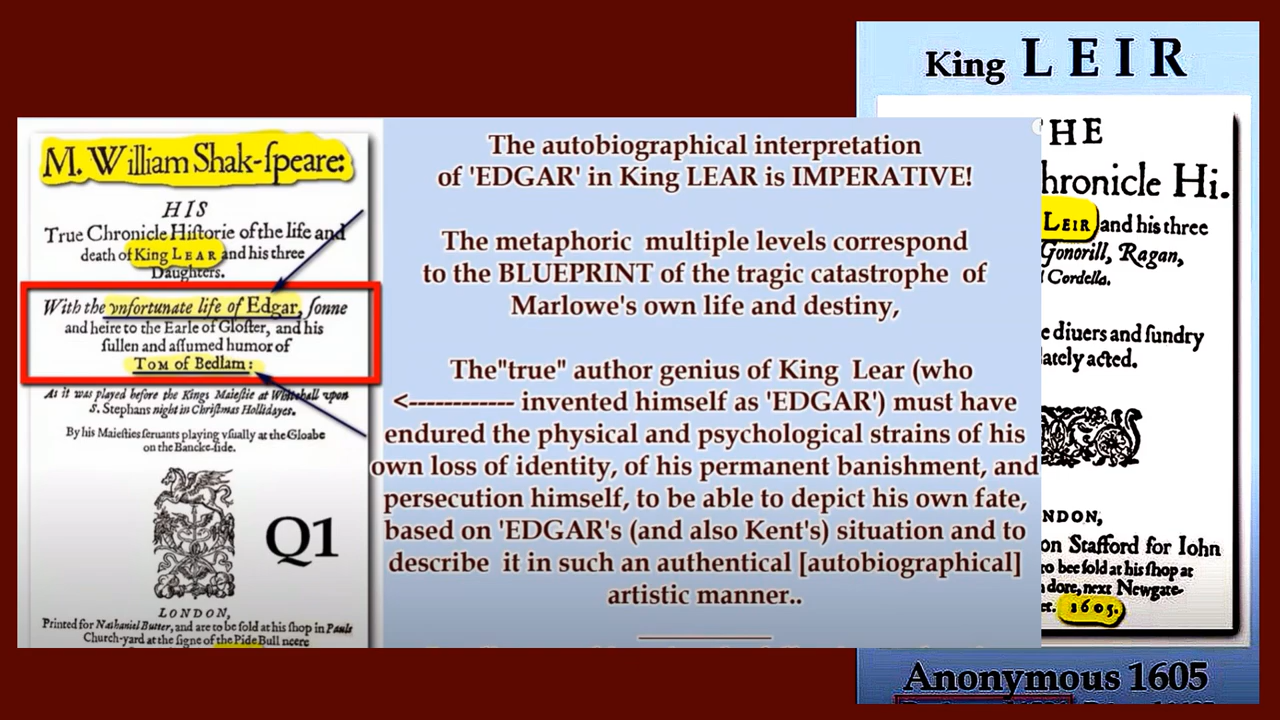 M. William Shak-ſpeare:
HIS
True Chronicle Hiſtorie of the life and
death of King LEAR and his three
Daughters.
With the vnfortunate life of Edgar, ſonne
and heire to the Earle of Gloſter, and his
ſullen and aſſumed humor of
TOM of Bedlam:
As it was played before the Kings Maieſtie at Whitehall vpon
S. Stephans night in Chriſtmas Hollidayes.
By his Maieſties ſeruants playing vſually at the Gloabe
on the Bancke-ſide.
Q1
LONDON,
Printed for Nathaniel Butter, and are to be ſold at his ſhop in Pauls
Church-yard at the ſigne of the Pide Bull neere
The autobiographical interpretation
of 'EDGAR' in King LEAR is IMPERATIVE!
The metaphoric multiple levels correspond
to the BLUEPRINT of the tragic catastrophe of
Marlowe's own life and destiny,
The"true" author genius of King Lear (who
<------------ invented himself as 'EDGAR') must have
endured the physical and psychological strains of his
own loss of identity, of his permanent banishment, and
persecution himself, to be able to depict his own fate,
based on 'EDGAR's (and also Kent's) situation and to
describe it in such an authentical [autobiographical]
artistic manner..
King LEIR
HE
hronicle Hi.
LEIR and his three
Gonorill, Ragan,
Cordella.
e diuers and ſundry
lately acted.
NDON,
on Stafford for Iohn
to bee ſold at his ſhop at
dore, next Newgate-
et. 1605.
Anonymous 1605